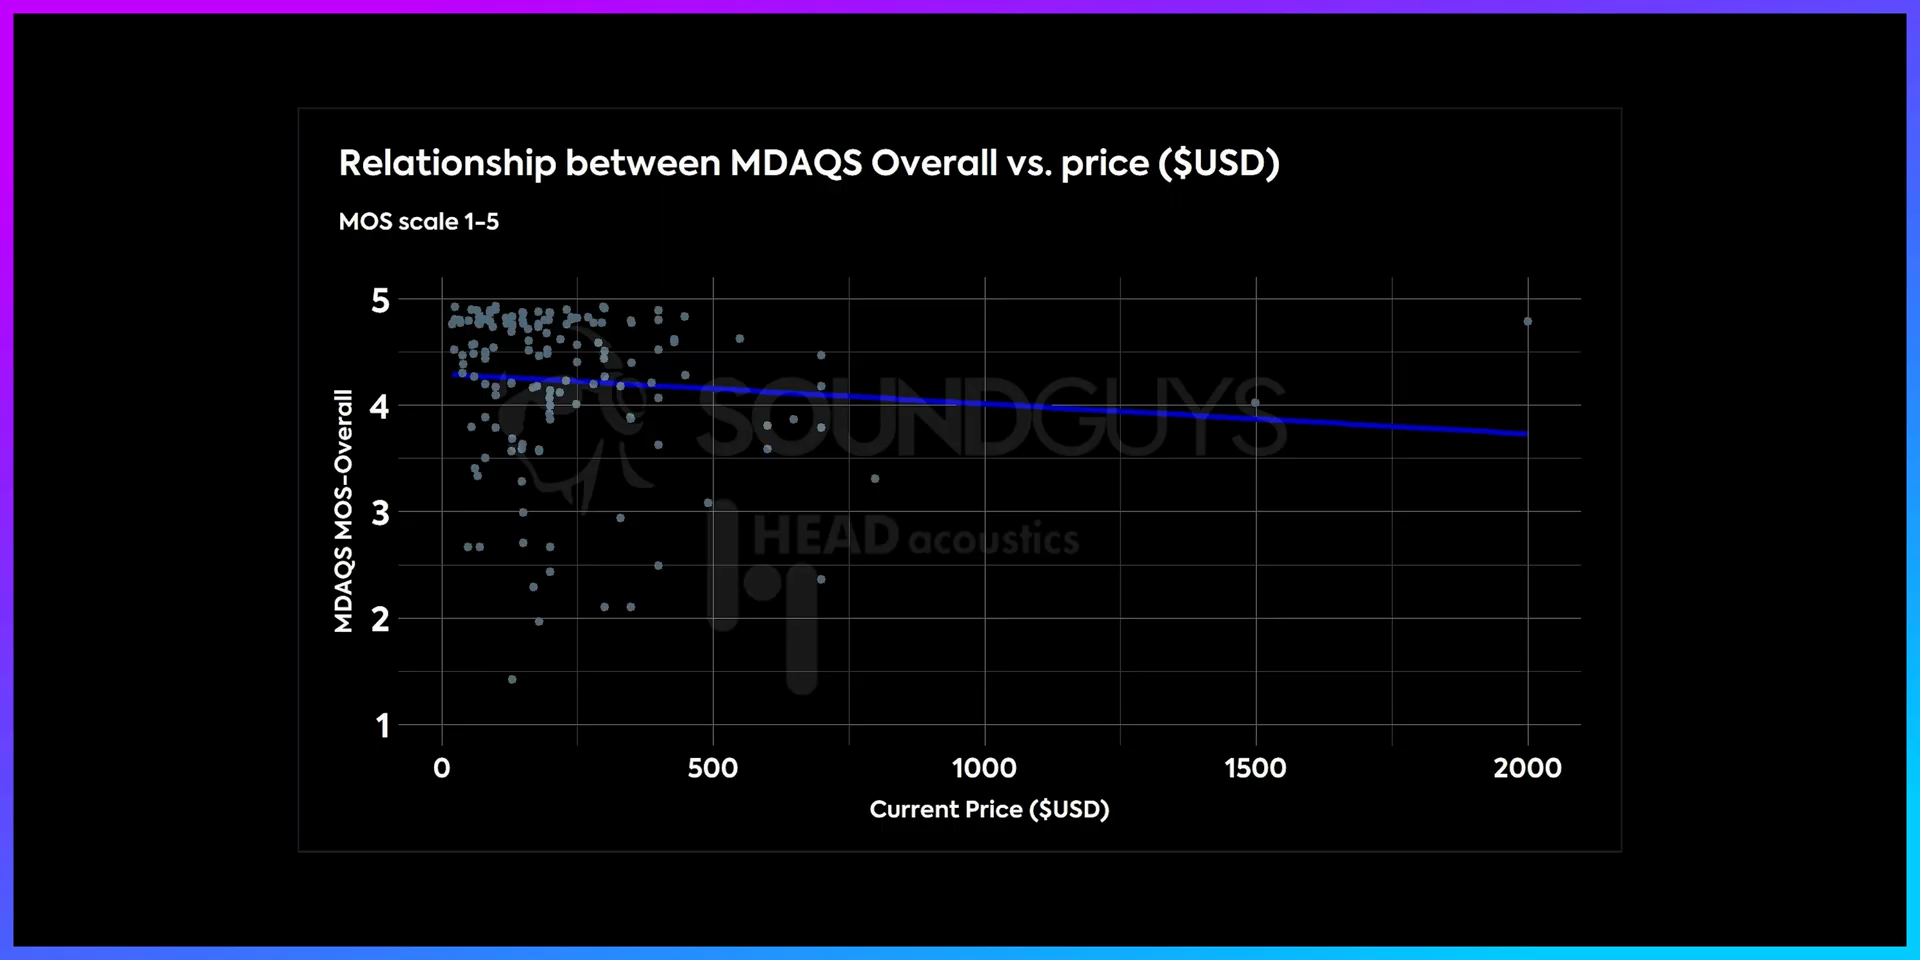 Relationship between MDAQS Overall vs. price ($USD)
MOS scale 1-5
MDAQS MOS-Overall
5
4
3
2
1
SOUNDGUYS
HEAD acoustics
0 500 1000 1500 2000
Current Price ($USD)